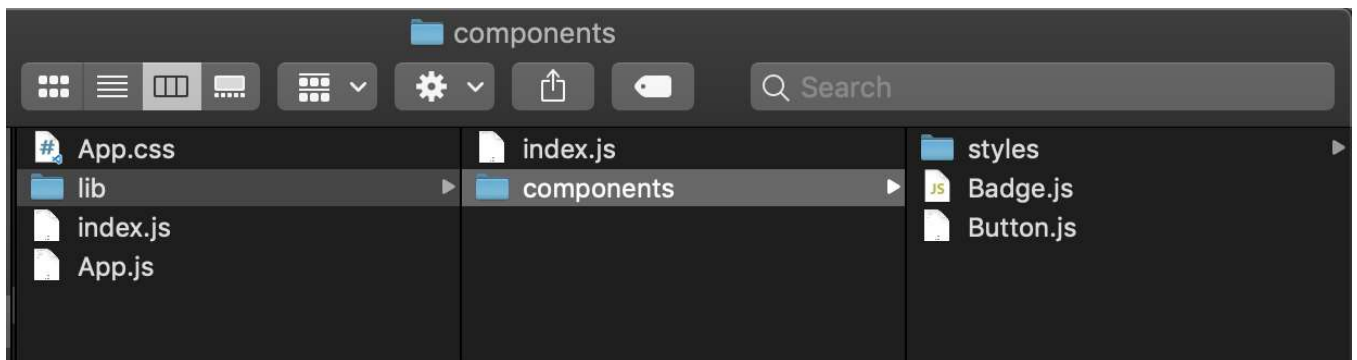 components
Search
App.css
lib
index.js
App.js
index.js
components
styles
Badge.js
Button.js